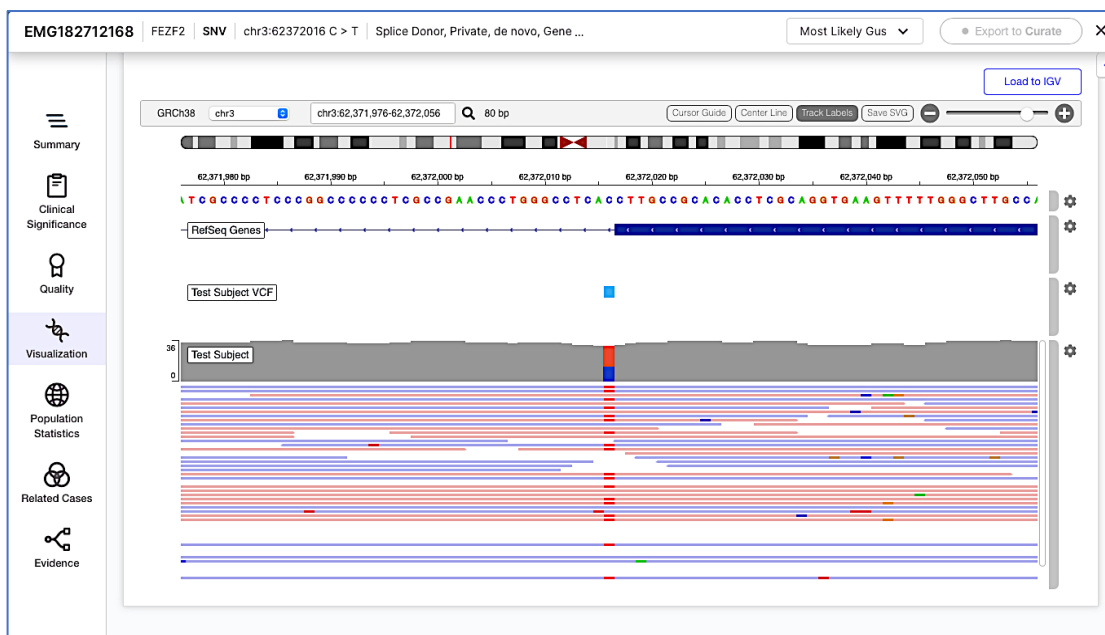 EMG182712168 FEZF2 SNV chr3:62372016 C > T Splice Donor, Private, de novo, Gene ... Most Likely Gus Export to Curate
Load to IGV
GRCh38 chr3 chr3:62,371,976-62,372,056 80 bp Cursor Guide Center Line Track Labels Save SVG
Summary
Clinical
Significance
Quality
Visualization
Population
Statistics
Related Cases
Evidence
62,371,980 bp 62,371,990 bp 62,372,000 bp 62,372,010 bp 62,372,020 bp 62,372,030 bp 62,372,040 bp 62,372,050 bp
A T C G C C C C T C C C G G C C C C C C T C G C C G A A C C C T G G G C C T C A C C T T G C C G C A C A C C T C G C A G G T G A A G T T T T T G G G C T T G C C A
RefSeq Genes
Test Subject VCF
36
Test Subject
0